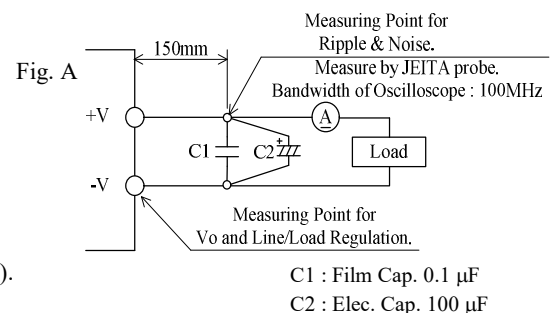 Measuring Point for
Ripple & Noise.
Measure by JEITA probe.
Bandwidth of Oscilloscope : 100MHz
150mm
Fig. A
+V
A
C1
C2
+
Load
-V
Measuring Point for
Vo and Line/Load Regulation.
).
C1 : Film Cap. 0.1 μF
C2 : Elec. Cap. 100 μF